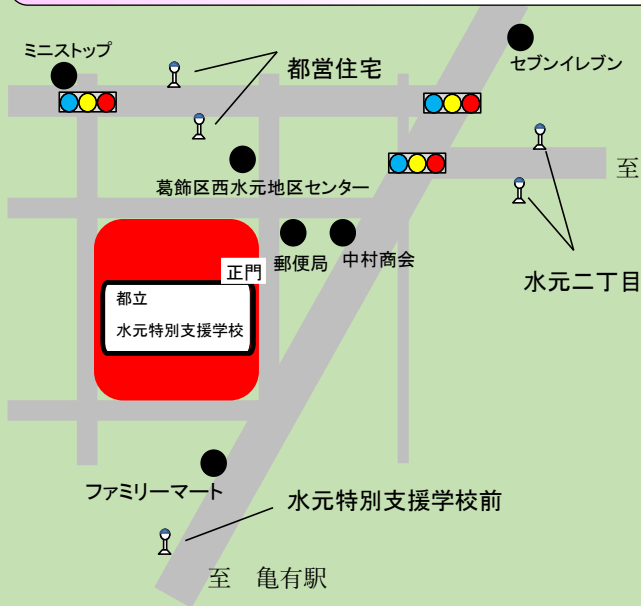 ミニストップ
都営住宅
セブンイレブン
葛飾区西水元地区センター
至
正門
郵便局
中村商会
水元二丁目
都立
水元特別支援学校
ファミリーマート
水元特別支援学校前
至　亀有駅